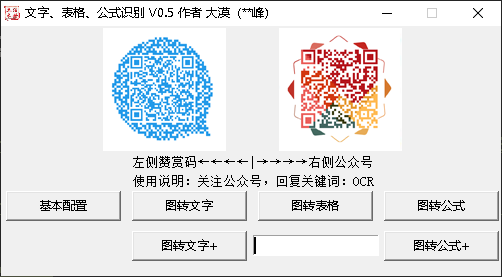 文字、表格、公式识别 V0.5 作者 大漠 (**峰)
左侧赞赏码←←←←|→→→→右侧公众号
使用说明：关注公众号，回复关键词：OCR
基本配置 图转文字 图转表格 图转公式
图转文字+ 图转公式+